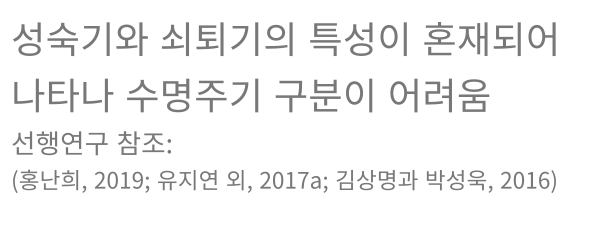 성숙기와 쇠퇴기의 특성이 혼재되어
나타나 수명주기 구분이 어려움
선행연구 참조:
(홍난희, 2019; 유지연 외, 2017a; 김상명과 박성욱, 2016)